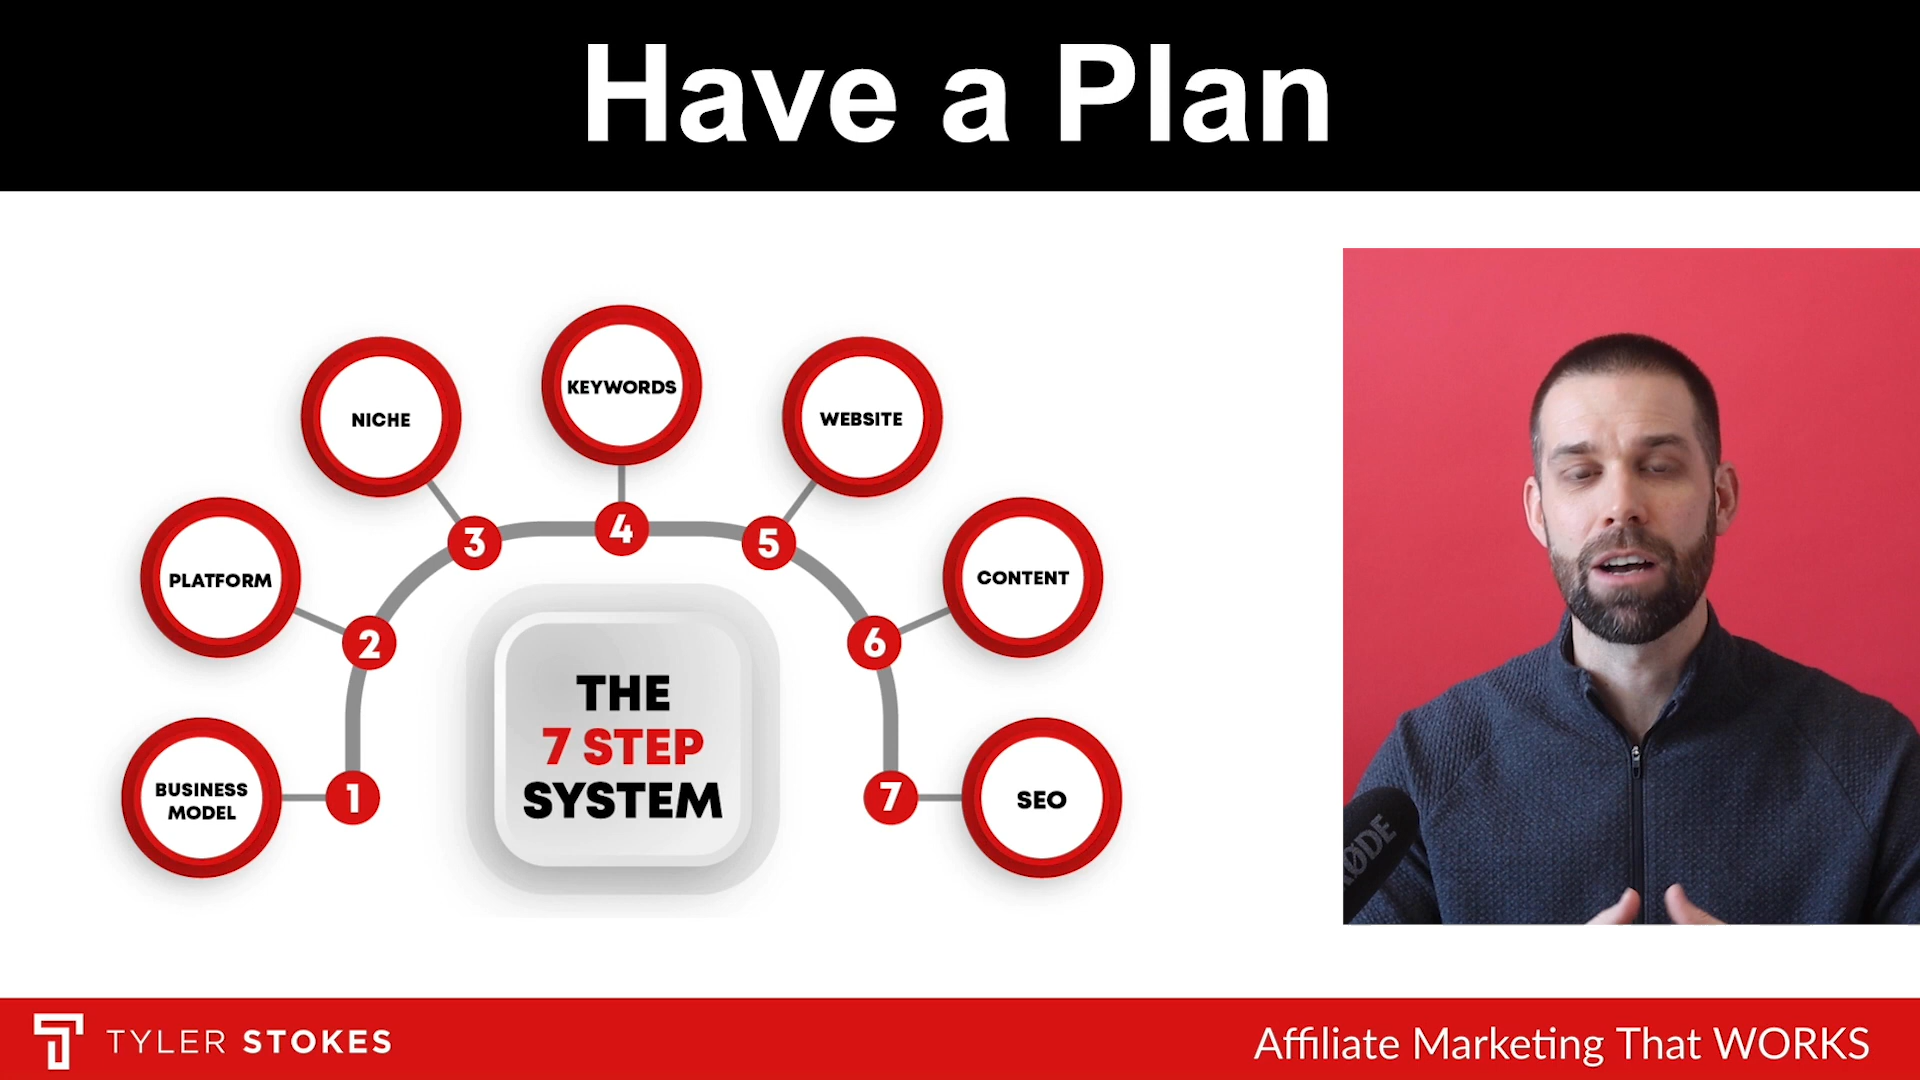 Have a Plan
KEYWORDS
NICHE
WEBSITE
PLATFORM
CONTENT
BUSINESS
MODEL
SEO
1
2
3
4
5
6
7
THE
7 STEP
SYSTEM
RØDE
TYLER STOKES
Affiliate Marketing That WORKS